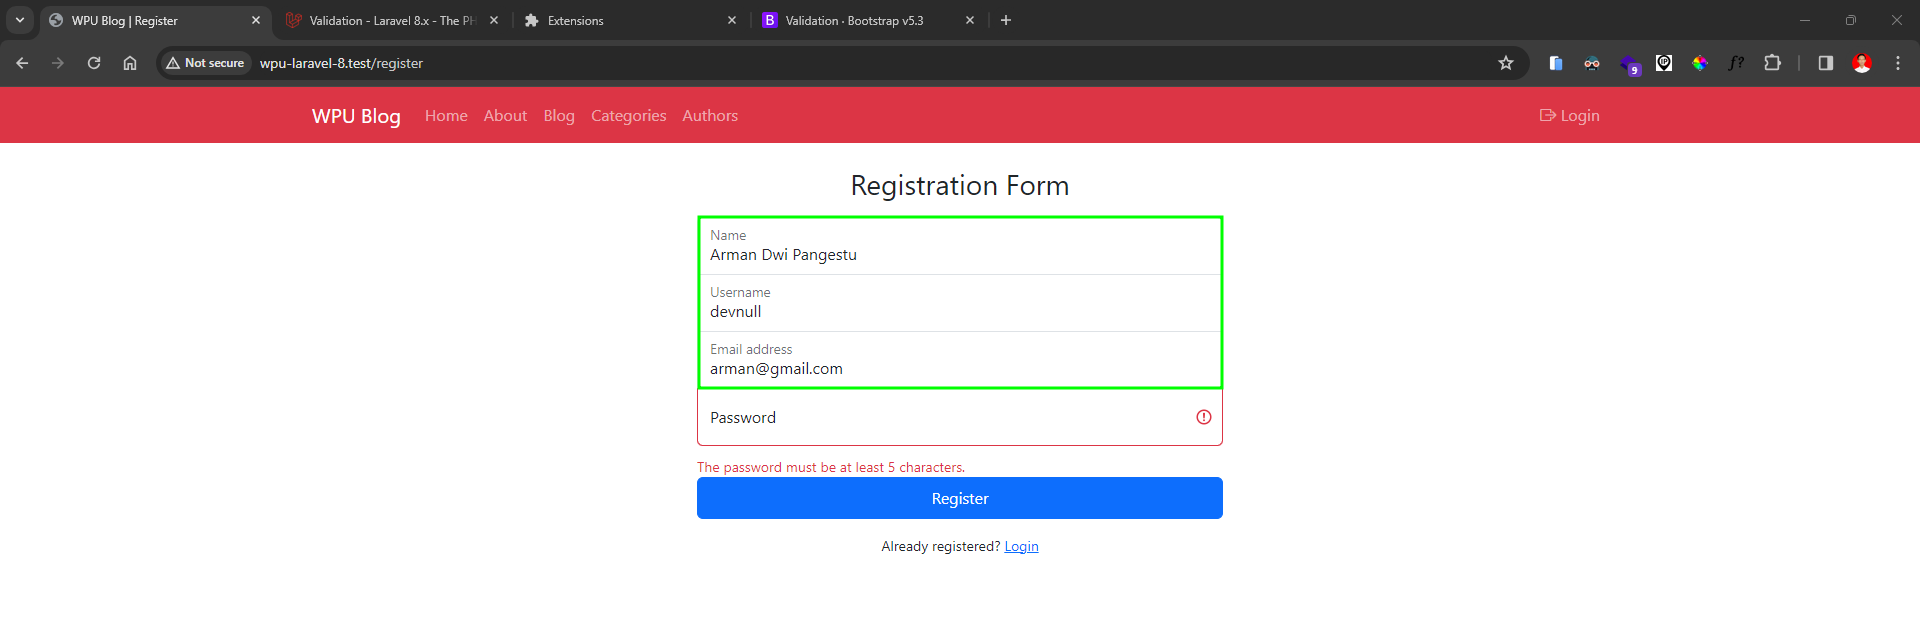 WPU Blog | Register
Validation - Laravel 8.x - The PH
Extensions
Validation · Bootstrap v5.3
Not secure
wpu-laravel-8.test/register
f?
9
WPU Blog
Home
About
Blog
Categories
Authors
Login
Registration Form
Name
Arman Dwi Pangestu
Username
devnull
Email address
arman@gmail.com
Password
The password must be at least 5 characters.
Register
Already registered? Login